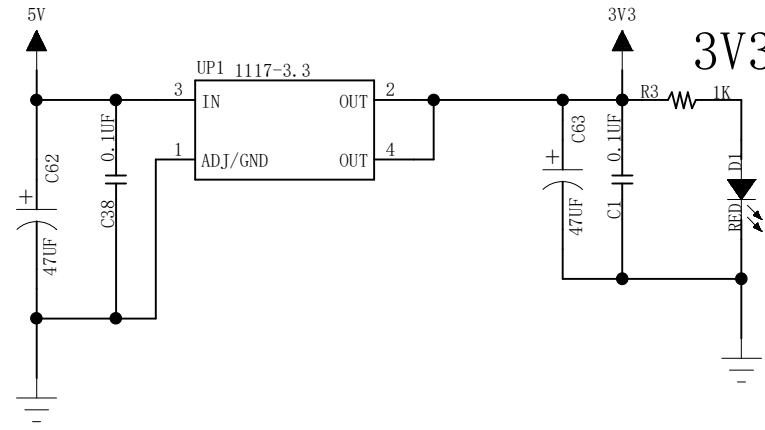 5V
3V3
3V3
UP1 1117-3.3
3 IN OUT 2
1 ADJ/GND OUT 4
+
C62
47UF
0.1UF
C38
+
C63
47UF
0.1UF
C1
R3 1K
D1
RED